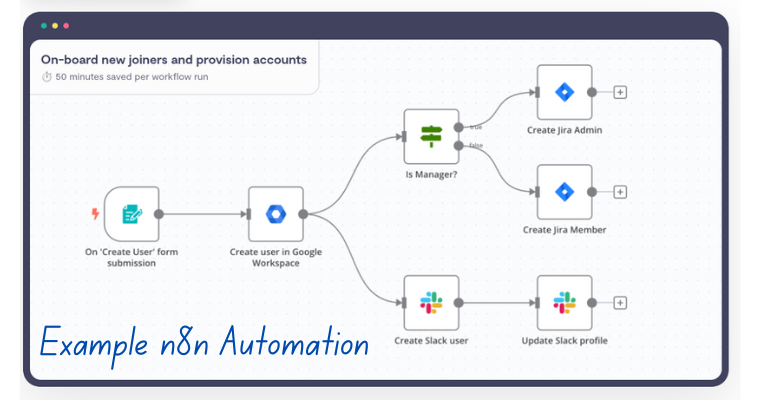 On-board new joiners and provision accounts
50 minutes saved per workflow run
Create Jira Admin
true
false
Is Manager?
Create Jira Member
On 'Create User' form
submission
Create user in Google
Workspace
Create Slack user
Update Slack profile
Example n8n Automation